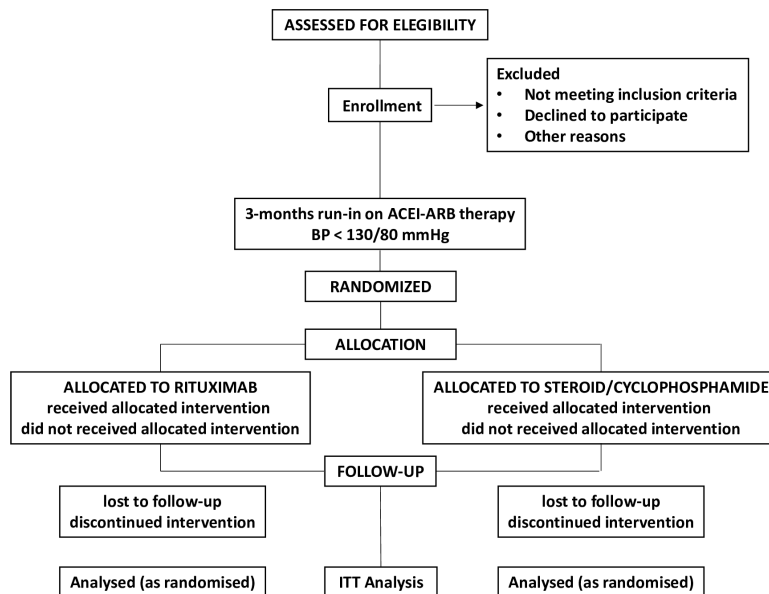 ASSESSED FOR ELEGIBILITY
Enrollment
Excluded
• Not meeting inclusion criteria
• Declined to participate
• Other reasons
3-months run-in on ACEI-ARB therapy
BP < 130/80 mmHg
RANDOMIZED
ALLOCATION
ALLOCATED TO RITUXIMAB
received allocated intervention
did not received allocated intervention
ALLOCATED TO STEROID/CYCLOPHOSPHAMIDE
received allocated intervention
did not received allocated intervention
FOLLOW-UP
lost to follow-up
discontinued intervention
lost to follow-up
discontinued intervention
Analysed (as randomised)
ITT Analysis
Analysed (as randomised)